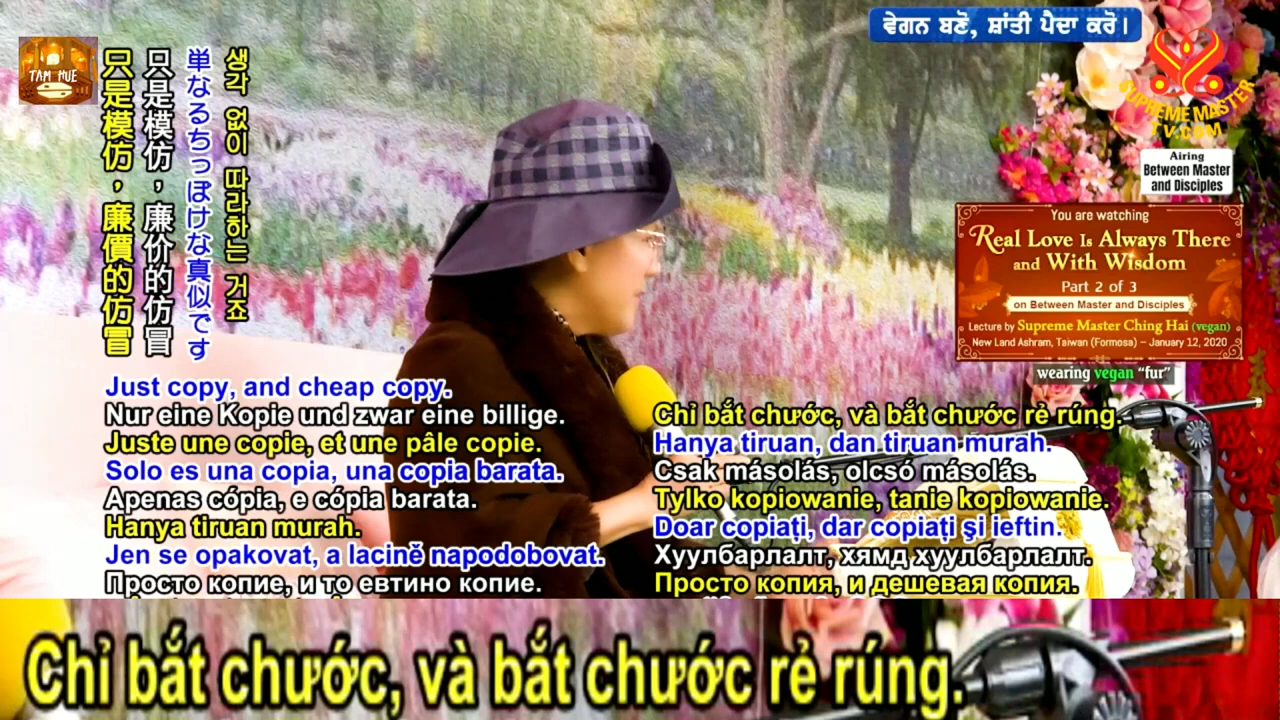 ਵੇਗਨ ਬਣੋ, ਸ਼ਾਂਤੀ ਪੈਦਾ ਕਰੋ।
TAM HUE
SUPREME MASTER
TV.COM
Airing
Between Master
and Disciples
You are watching
Real Love Is Always There
and With Wisdom
Part 2 of 3
on Between Master and Disciples
Lecture by Supreme Master Ching Hai (vegan)
New Land Ashram, Taiwan (Formosa) – January 12, 2020
wearing vegan “fur”
생각 없이 따라하는 거죠
単なるちっぽけな真似です
只是模仿，廉价的仿冒
只是模仿，廉價的仿冒
Just copy, and cheap copy.
Nur eine Kopie und zwar eine billige.
Juste une copie, et une pâle copie.
Solo es una copia, una copia barata.
Apenas cópia, e cópia barata.
Hanya tiruan murah.
Jen se opakovat, a lacině napodobovat.
Просто копие, и то евтино копие.
Chỉ bắt chước, và bắt chước rẻ rúng.
Hanya tiruan, dan tiruan murah.
Csak másolás, olcsó másolás.
Tylko kopiowanie, tanie kopiowanie.
Doar copiați, dar copiați şi ieftin.
Хуулбарлалт, хямд хуулбарлалт.
Просто копия, и дешевая копия.
Chỉ bắt chước, và bắt chước rẻ rúng.